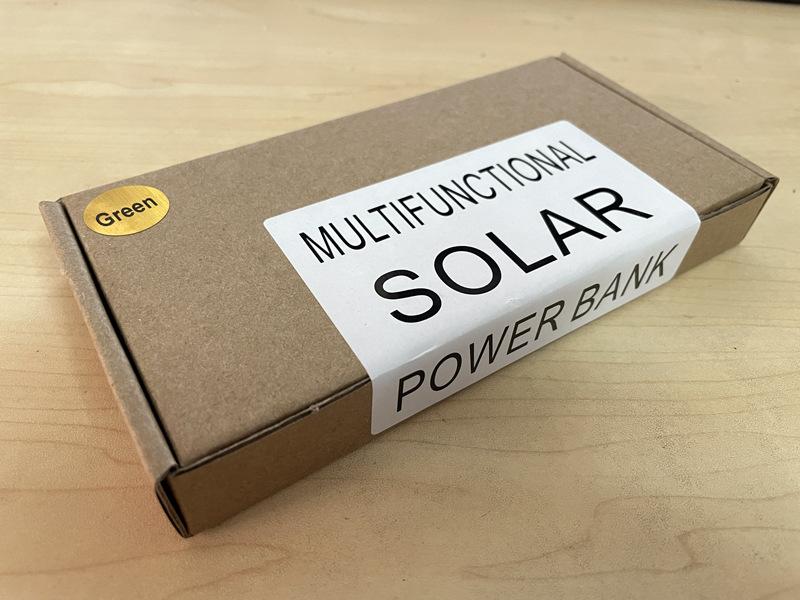 Green
MULTIFUNCTIONAL
SOLAR
POWER BANK